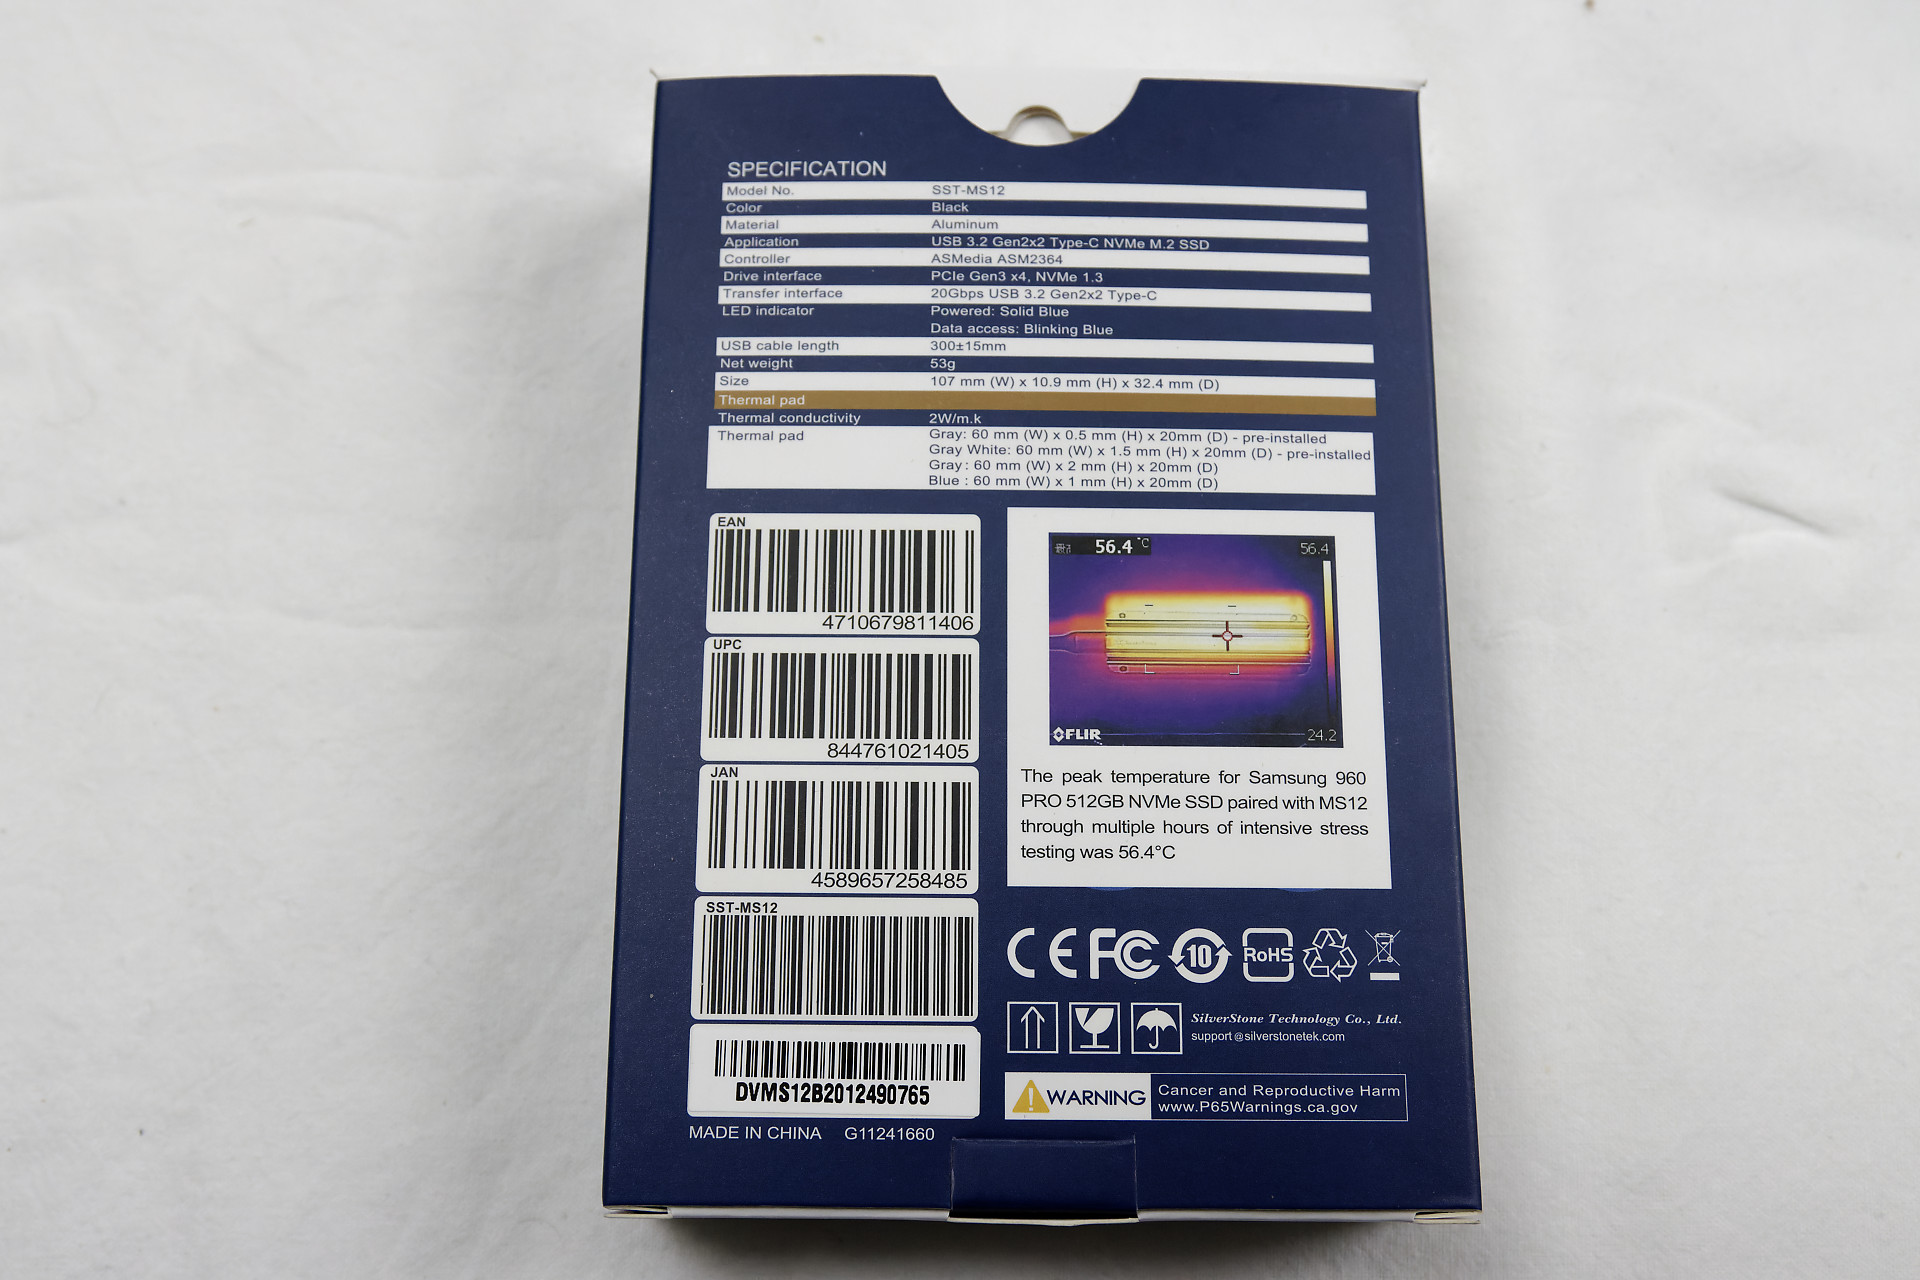 SPECIFICATION
Model No. SST-MS12
Color Black
Material Aluminum
Application USB 3.2 Gen2x2 Type-C NVMe M.2 SSD
Controller ASMedia ASM2364
Drive interface PCIe Gen3 x4, NVMe 1.3
Transfer interface 20Gbps USB 3.2 Gen2x2 Type-C
LED indicator Powered: Solid Blue
Data access: Blinking Blue
USB cable length 300±15mm
Net weight 53g
Size 107 mm (W) x 10.9 mm (H) x 32.4 mm (D)
Thermal pad
Thermal conductivity 2W/m.k
Thermal pad Gray: 60 mm (W) x 0.5 mm (H) x 20mm (D) - pre-installed
Gray White: 60 mm (W) x 1.5 mm (H) x 20mm (D) - pre-installed
Gray : 60 mm (W) x 2 mm (H) x 20mm (D)
Blue : 60 mm (W) x 1 mm (H) x 20mm (D)
EAN
4710679811406
UPC
844761021405
JAN
4589657258485
SST-MS12
DVMS12B2012490765
MADE IN CHINA G11241660
56.4 °C 56.4
FLIR 24.2
The peak temperature for Samsung 960
PRO 512GB NVMe SSD paired with MS12
through multiple hours of intensive stress
testing was 56.4°C
CE FC 10 RoHS
SilverStone Technology Co., Ltd.
support@silverstonetek.com
WARNING
Cancer and Reproductive Harm
www.P65Warnings.ca.gov